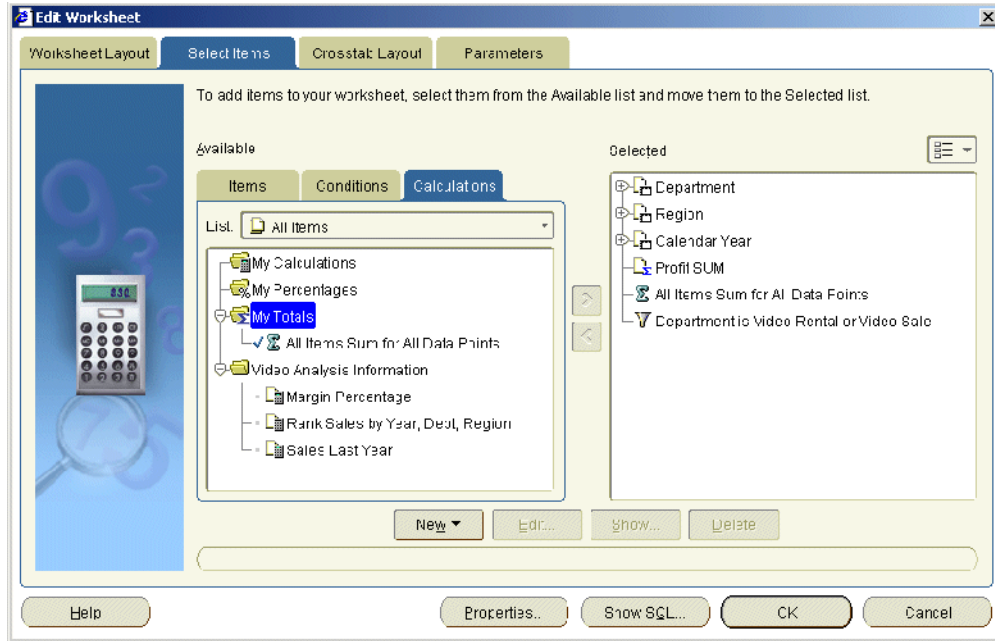 Edit Worksheet
Worksheet Layout Select Items Crosstab Layout Parameters
To add items to your worksheet, select them from the Available list and move them to the Selected list.
Available Selected
Items Conditions Calculations
List: All Items
My Calculations
My Percentages
My Totals
All Items Sum for All Data Points
Video Analysis Information
Margin Percentage
Rank Sales by Year, Dept, Region
Sales Last Year
Department
Region
Calendar Year
Profit SUM
All Items Sum for All Data Points
Department is Video Rental or Video Sale
New Edit... Show... Delete
Help Properties... Show SQL... OK Cancel